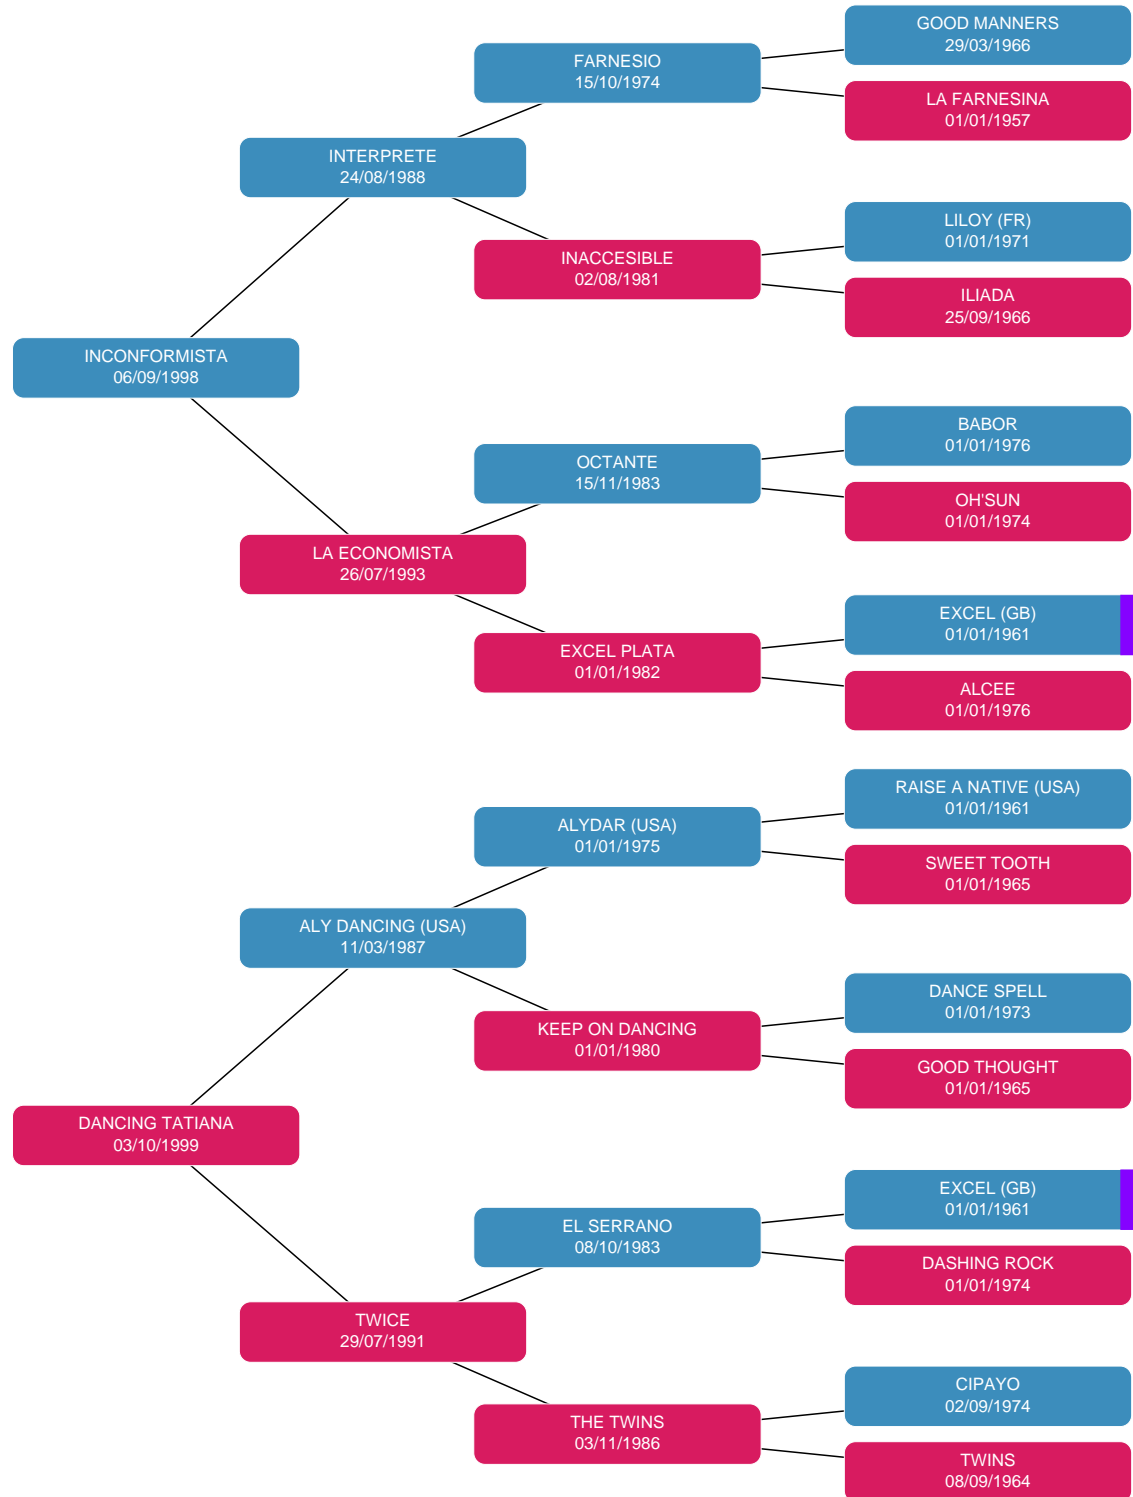 GOOD MANNERS
29/03/1966
FARNESIO
15/10/1974
LA FARNESINA
01/01/1957
INTERPRETE
24/08/1988
LILOY (FR)
01/01/1971
INACCESIBLE
02/08/1981
ILIADA
25/09/1966
INCONFORMISTA
06/09/1998
BABOR
01/01/1976
OCTANTE
15/11/1983
OH'SUN
01/01/1974
LA ECONOMISTA
26/07/1993
EXCEL (GB)
01/01/1961
EXCEL PLATA
01/01/1982
ALCEE
01/01/1976
RAISE A NATIVE (USA)
01/01/1961
ALYDAR (USA)
01/01/1975
SWEET TOOTH
01/01/1965
ALY DANCING (USA)
11/03/1987
DANCE SPELL
01/01/1973
KEEP ON DANCING
01/01/1980
GOOD THOUGHT
01/01/1965
DANCING TATIANA
03/10/1999
EXCEL (GB)
01/01/1961
EL SERRANO
08/10/1983
DASHING ROCK
01/01/1974
TWICE
29/07/1991
CIPAYO
02/09/1974
THE TWINS
03/11/1986
TWINS
08/09/1964